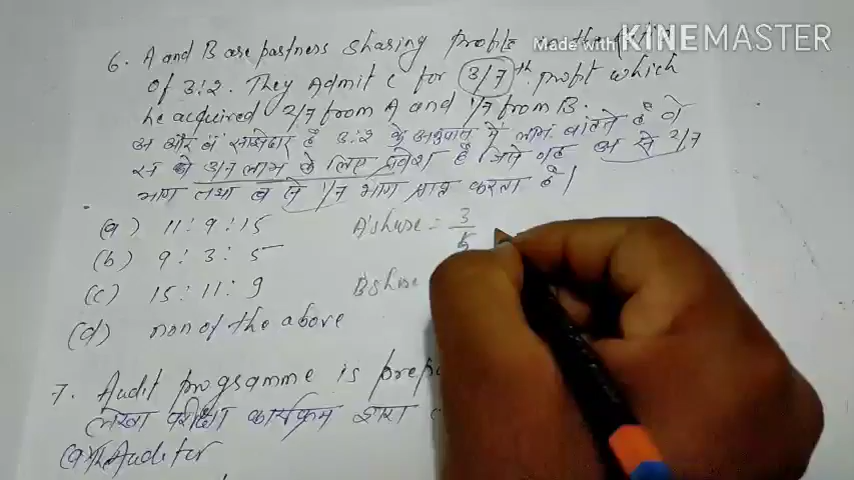 Made with KINEMASTER
6. A and B are partners sharing profit in the
of 3:2. They Admit C for 3/7th profit which
he acquired 2/7 from A and 1/7 from B.
अ और ब साझेदार है 3:2 के अनुपात में लाभ बांटते है वे
स को 3/7 लाभ के लिए प्रवेश है जिसे वह अ से 2/7
भाग तथा ब से 1/7 भाग प्राप्त करता है।
(a) 11:9:15 A's hare = 3/5
(b) 9:3:5
(c) 15:11:9 B's hare
(d) non of the above
7. Audit programme is prep
लेखा परीक्षा कार्यक्रम द्वारा
(a) Auditor